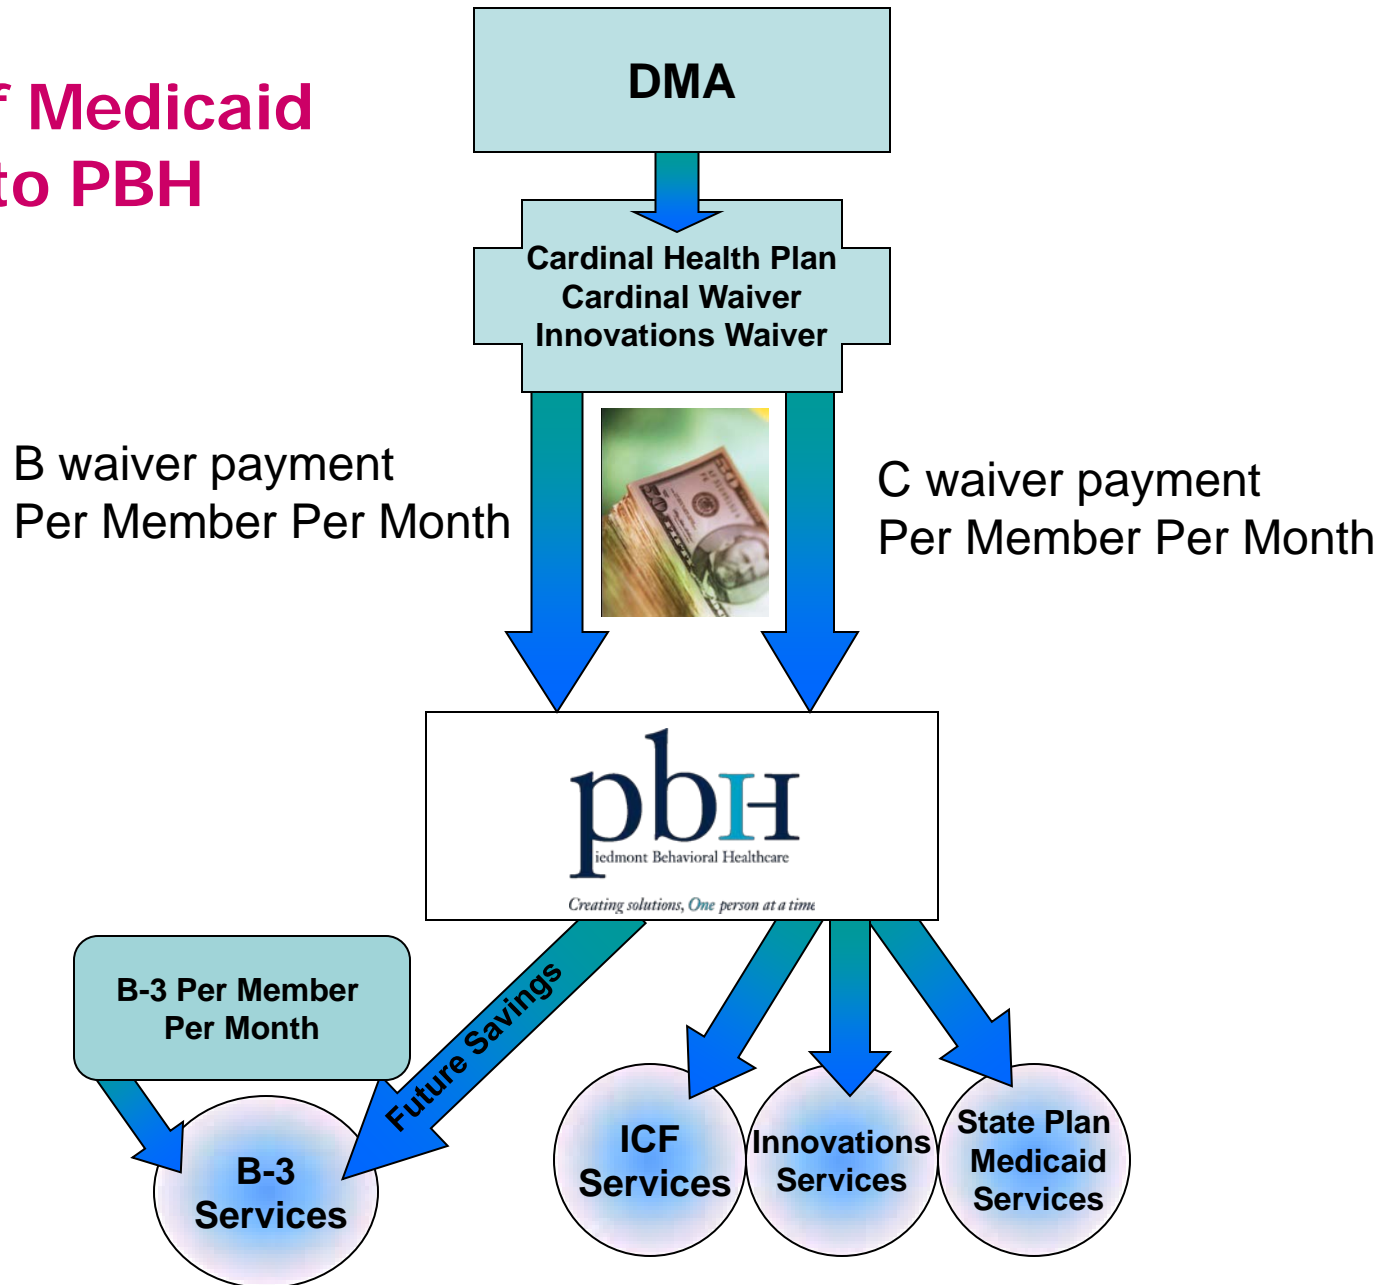 f Medicaid
to PBH
DMA
Cardinal Health Plan
Cardinal Waiver
Innovations Waiver
B waiver payment
Per Member Per Month
C waiver payment
Per Member Per Month
pbH
iedmont Behavioral Healthcare
Creating solutions, One person at a time
B-3 Per Member
Per Month
Future Savings
B-3
Services
ICF
Services
Innovations
Services
State Plan
Medicaid
Services